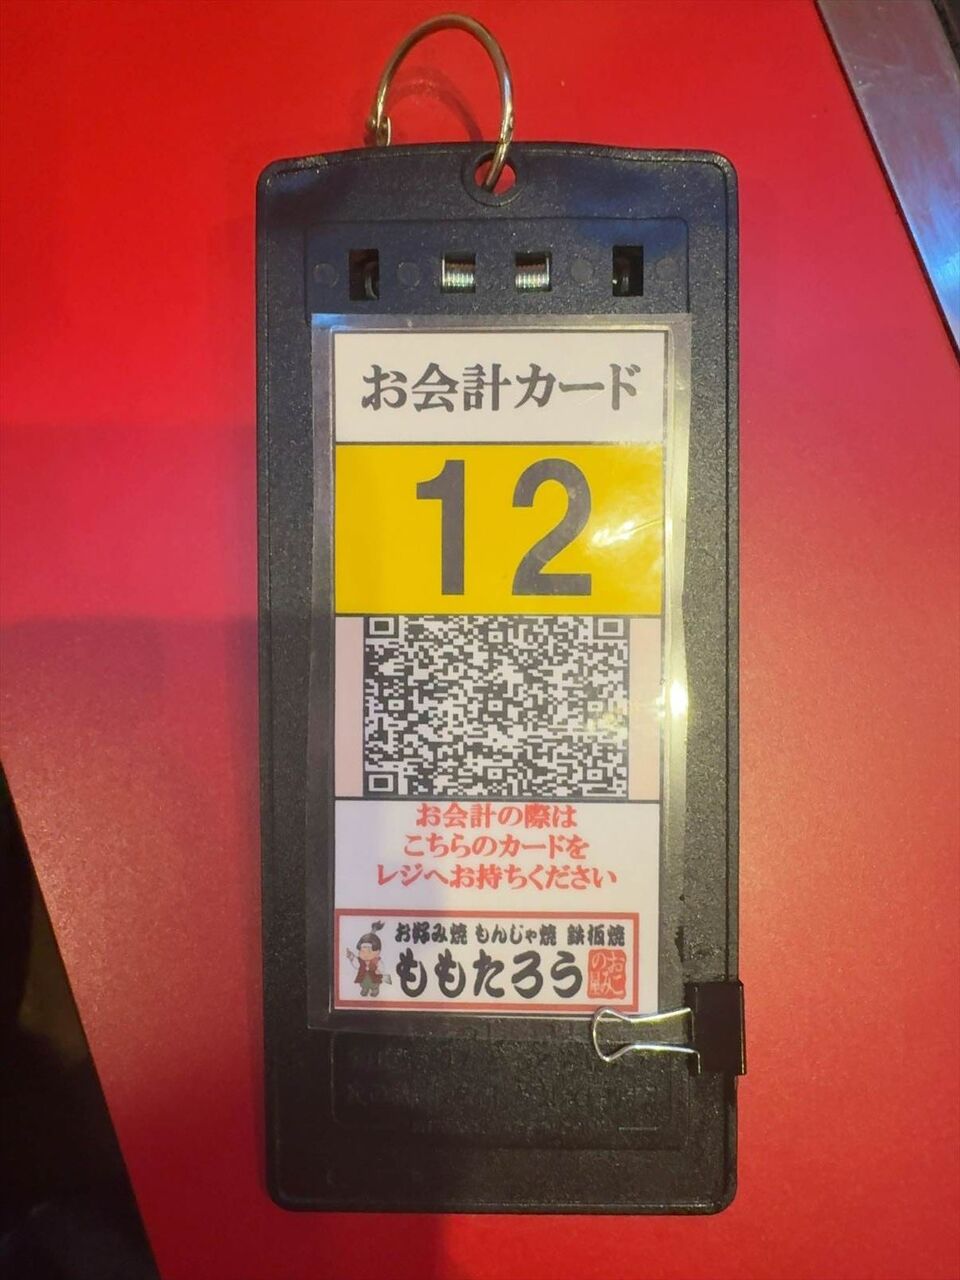 お会計カード
12
お会計の際は
こちらのカードを
レジへお持ちください
お好み焼 もんじゃ焼 鉄板焼
ももたろう